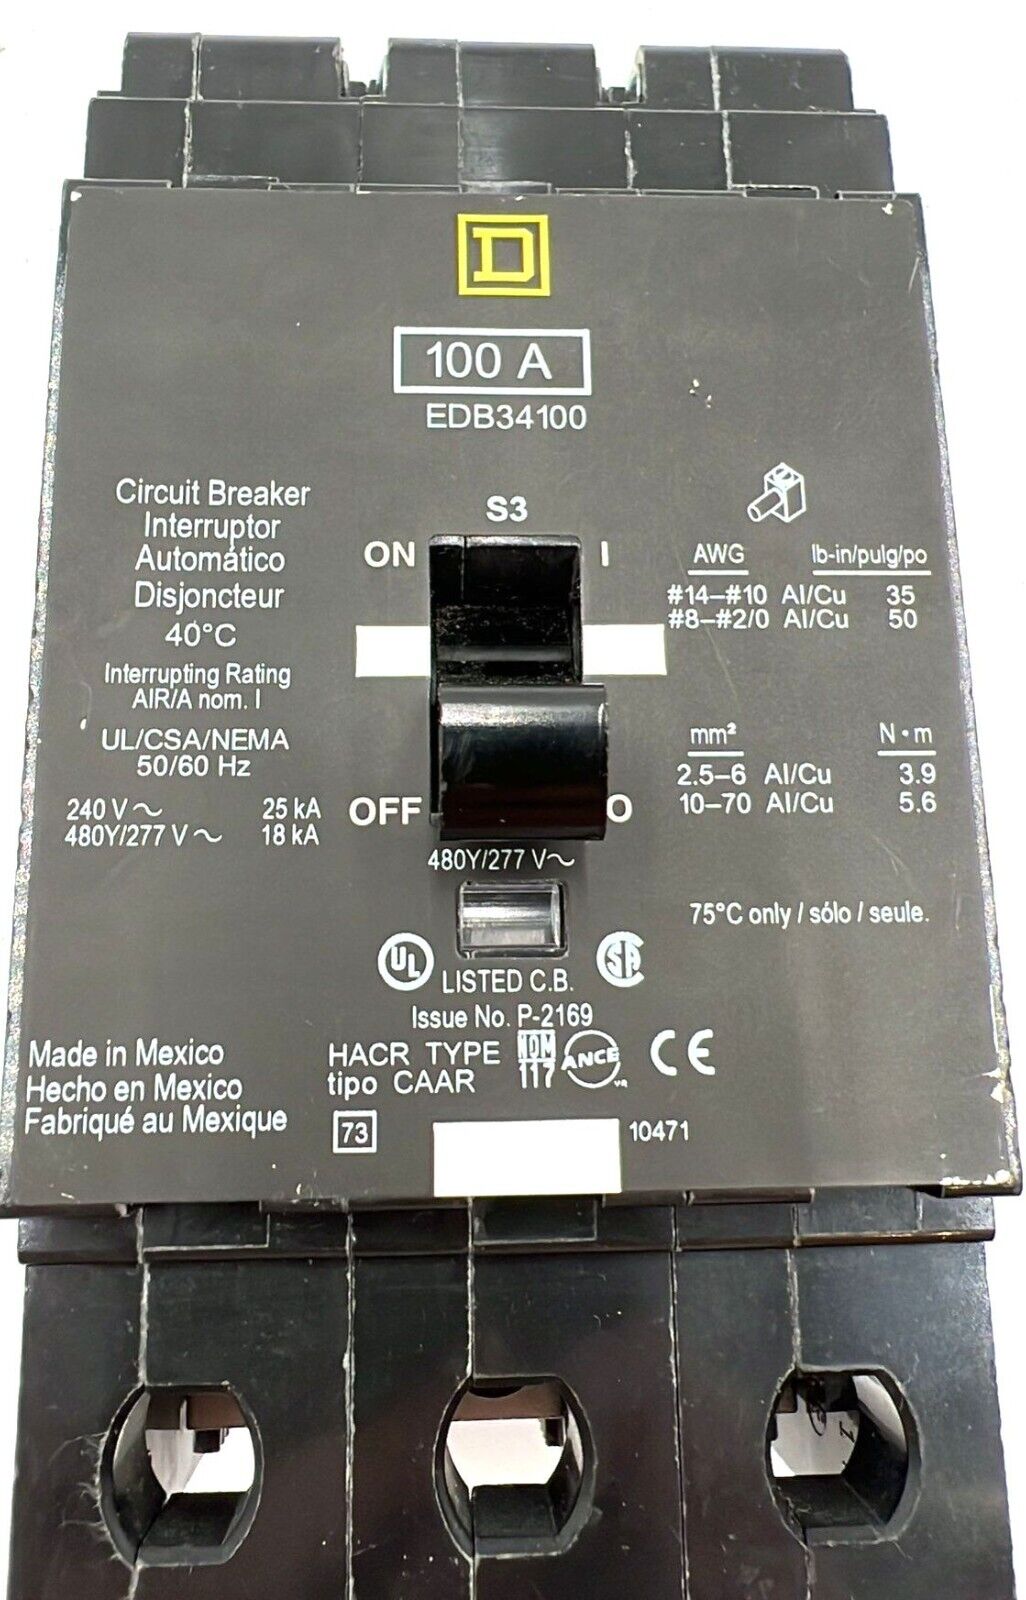 D
100 A
EDB34100
Circuit Breaker
Interruptor
Automático
Disjoncteur
40°C
Interrupting Rating
AIR/A nom. I
UL/CSA/NEMA
50/60 Hz
240 V～ 25 kA
480Y/277 V～ 18 kA
S3
ON I
OFF O
480Y/277 V～
AWG lb-in/pulg/po
#14–#10 Al/Cu 35
#8–#2/0 Al/Cu 50
mm² N•m
2.5–6 Al/Cu 3.9
10–70 Al/Cu 5.6
75°C only / sólo / seule.
UL LISTED C.B. SA
Issue No. P-2169
Made in Mexico
Hecho en Mexico
Fabriqué au Mexique
HACR TYPE
tipo CAAR
NOM
117
ANCE
CE
73
10471